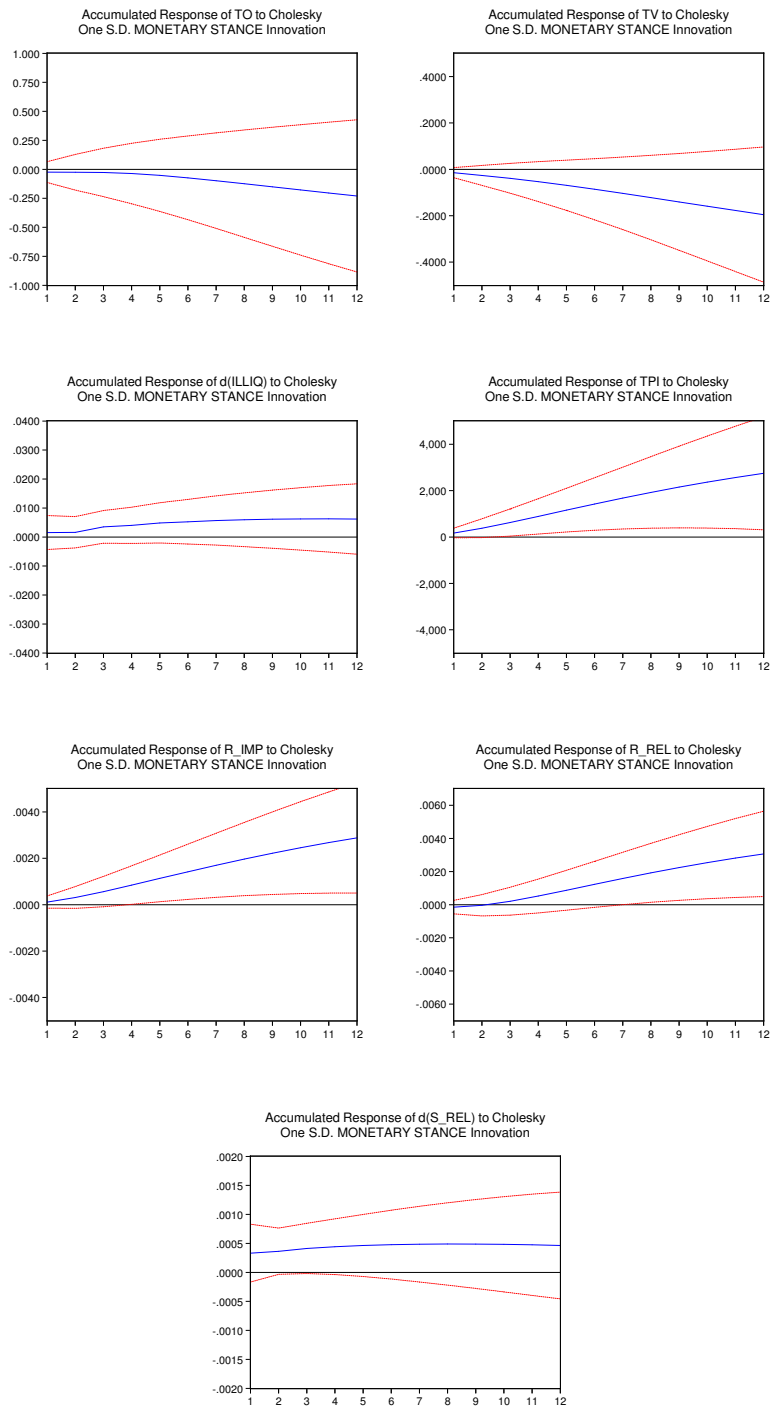 Accumulated Response of TO to Cholesky
One S.D. MONETARY STANCE Innovation
1.000
0.750
0.500
0.250
0.000
-0.250
-0.500
-0.750
-1.000
1 2 3 4 5 6 7 8 9 10 11 12
Accumulated Response of TV to Cholesky
One S.D. MONETARY STANCE Innovation
.4000
.2000
.0000
-.2000
-.4000
1 2 3 4 5 6 7 8 9 10 11 12
Accumulated Response of d(ILLIQ) to Cholesky
One S.D. MONETARY STANCE Innovation
.0400
.0300
.0200
.0100
.0000
-.0100
-.0200
-.0300
-.0400
1 2 3 4 5 6 7 8 9 10 11 12
Accumulated Response of TPI to Cholesky
One S.D. MONETARY STANCE Innovation
4,000
2,000
0
-2,000
-4,000
1 2 3 4 5 6 7 8 9 10 11 12
Accumulated Response of R_IMP to Cholesky
One S.D. MONETARY STANCE Innovation
.0040
.0020
.0000
-.0020
-.0040
1 2 3 4 5 6 7 8 9 10 11 12
Accumulated Response of R_REL to Cholesky
One S.D. MONETARY STANCE Innovation
.0060
.0040
.0020
.0000
-.0020
-.0040
-.0060
1 2 3 4 5 6 7 8 9 10 11 12
Accumulated Response of d(S_REL) to Cholesky
One S.D. MONETARY STANCE Innovation
.0020
.0015
.0010
.0005
.0000
-.0005
-.0010
-.0015
-.0020
1 2 3 4 5 6 7 8 9 10 11 12